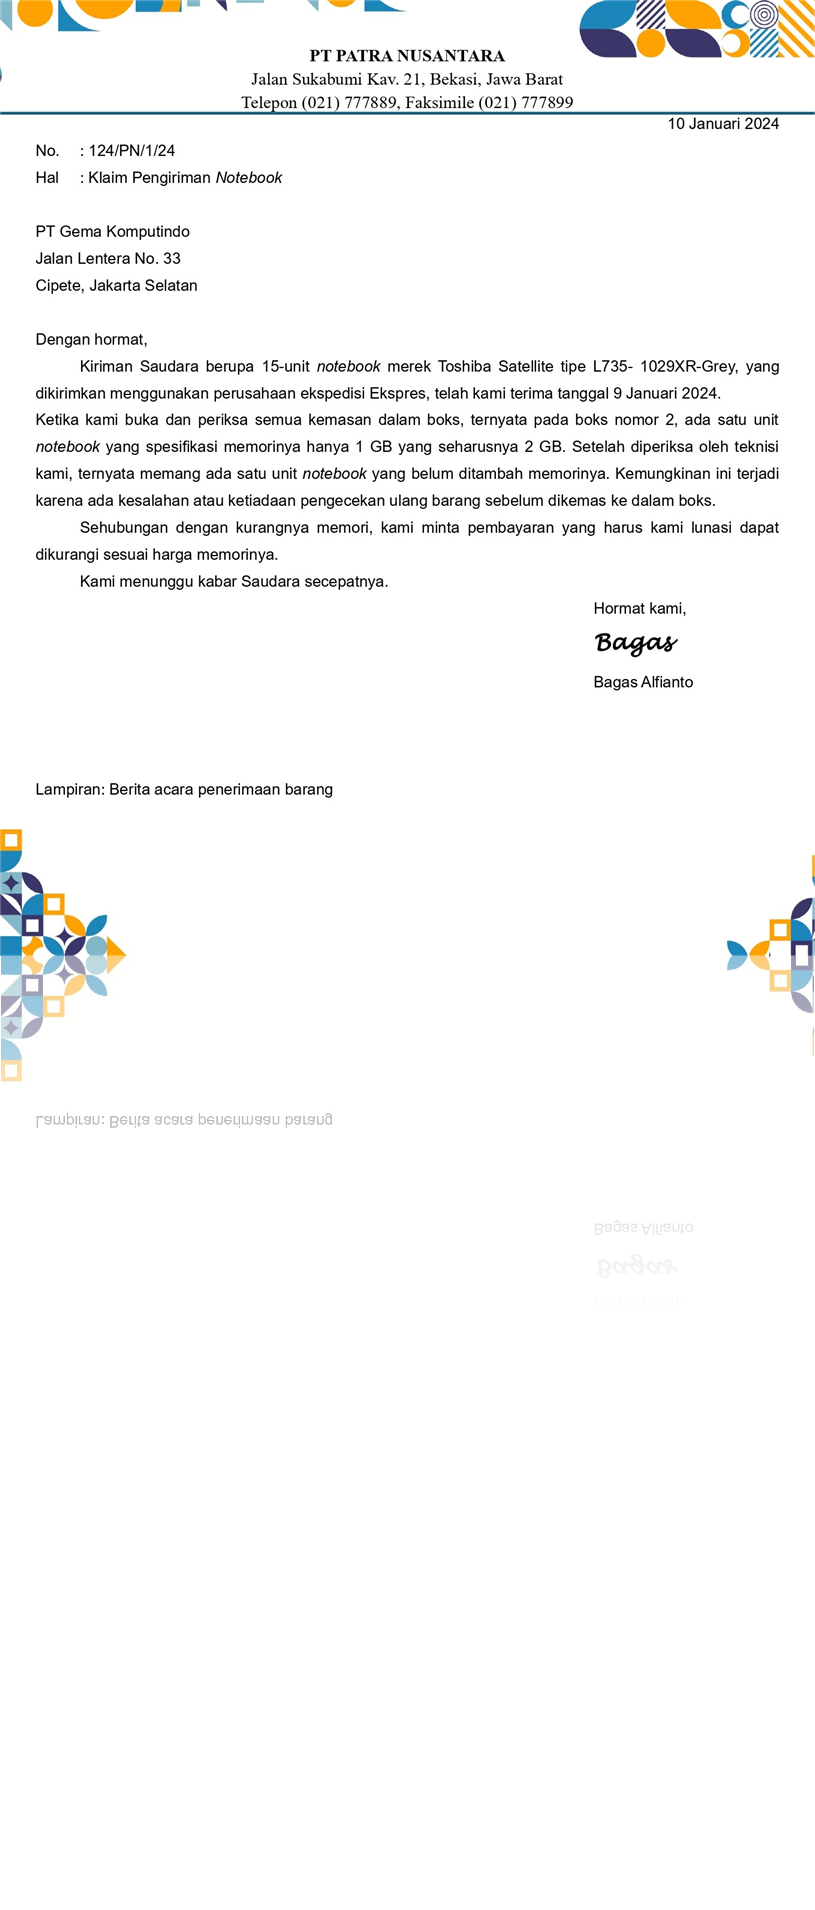 PT PATRA NUSANTARA
Jalan Sukabumi Kav. 21, Bekasi, Jawa Barat
Telepon (021) 777889, Faksimile (021) 777899
10 Januari 2024
No. : 124/PN/1/24
Hal : Klaim Pengiriman Notebook
PT Gema Komputindo
Jalan Lentera No. 33
Cipete, Jakarta Selatan
Dengan hormat,
Kiriman Saudara berupa 15-unit notebook merek Toshiba Satellite tipe L735- 1029XR-Grey, yang
dikirimkan menggunakan perusahaan ekspedisi Ekspres, telah kami terima tanggal 9 Januari 2024.
Ketika kami buka dan periksa semua kemasan dalam boks, ternyata pada boks nomor 2, ada satu unit
notebook yang spesifikasi memorinya hanya 1 GB yang seharusnya 2 GB. Setelah diperiksa oleh teknisi
kami, ternyata memang ada satu unit notebook yang belum ditambah memorinya. Kemungkinan ini terjadi
karena ada kesalahan atau ketiadaan pengecekan ulang barang sebelum dikemas ke dalam boks.
Sehubungan dengan kurangnya memori, kami minta pembayaran yang harus kami lunasi dapat
dikurangi sesuai harga memorinya.
Kami menunggu kabar Saudara secepatnya.
Hormat kami,
Bagas
Bagas Alfianto
Lampiran: Berita acara penerimaan barang
Lampiran: Berita acara penerimaan barang
Bagas Alfianto
Bagas
Hormat kami,